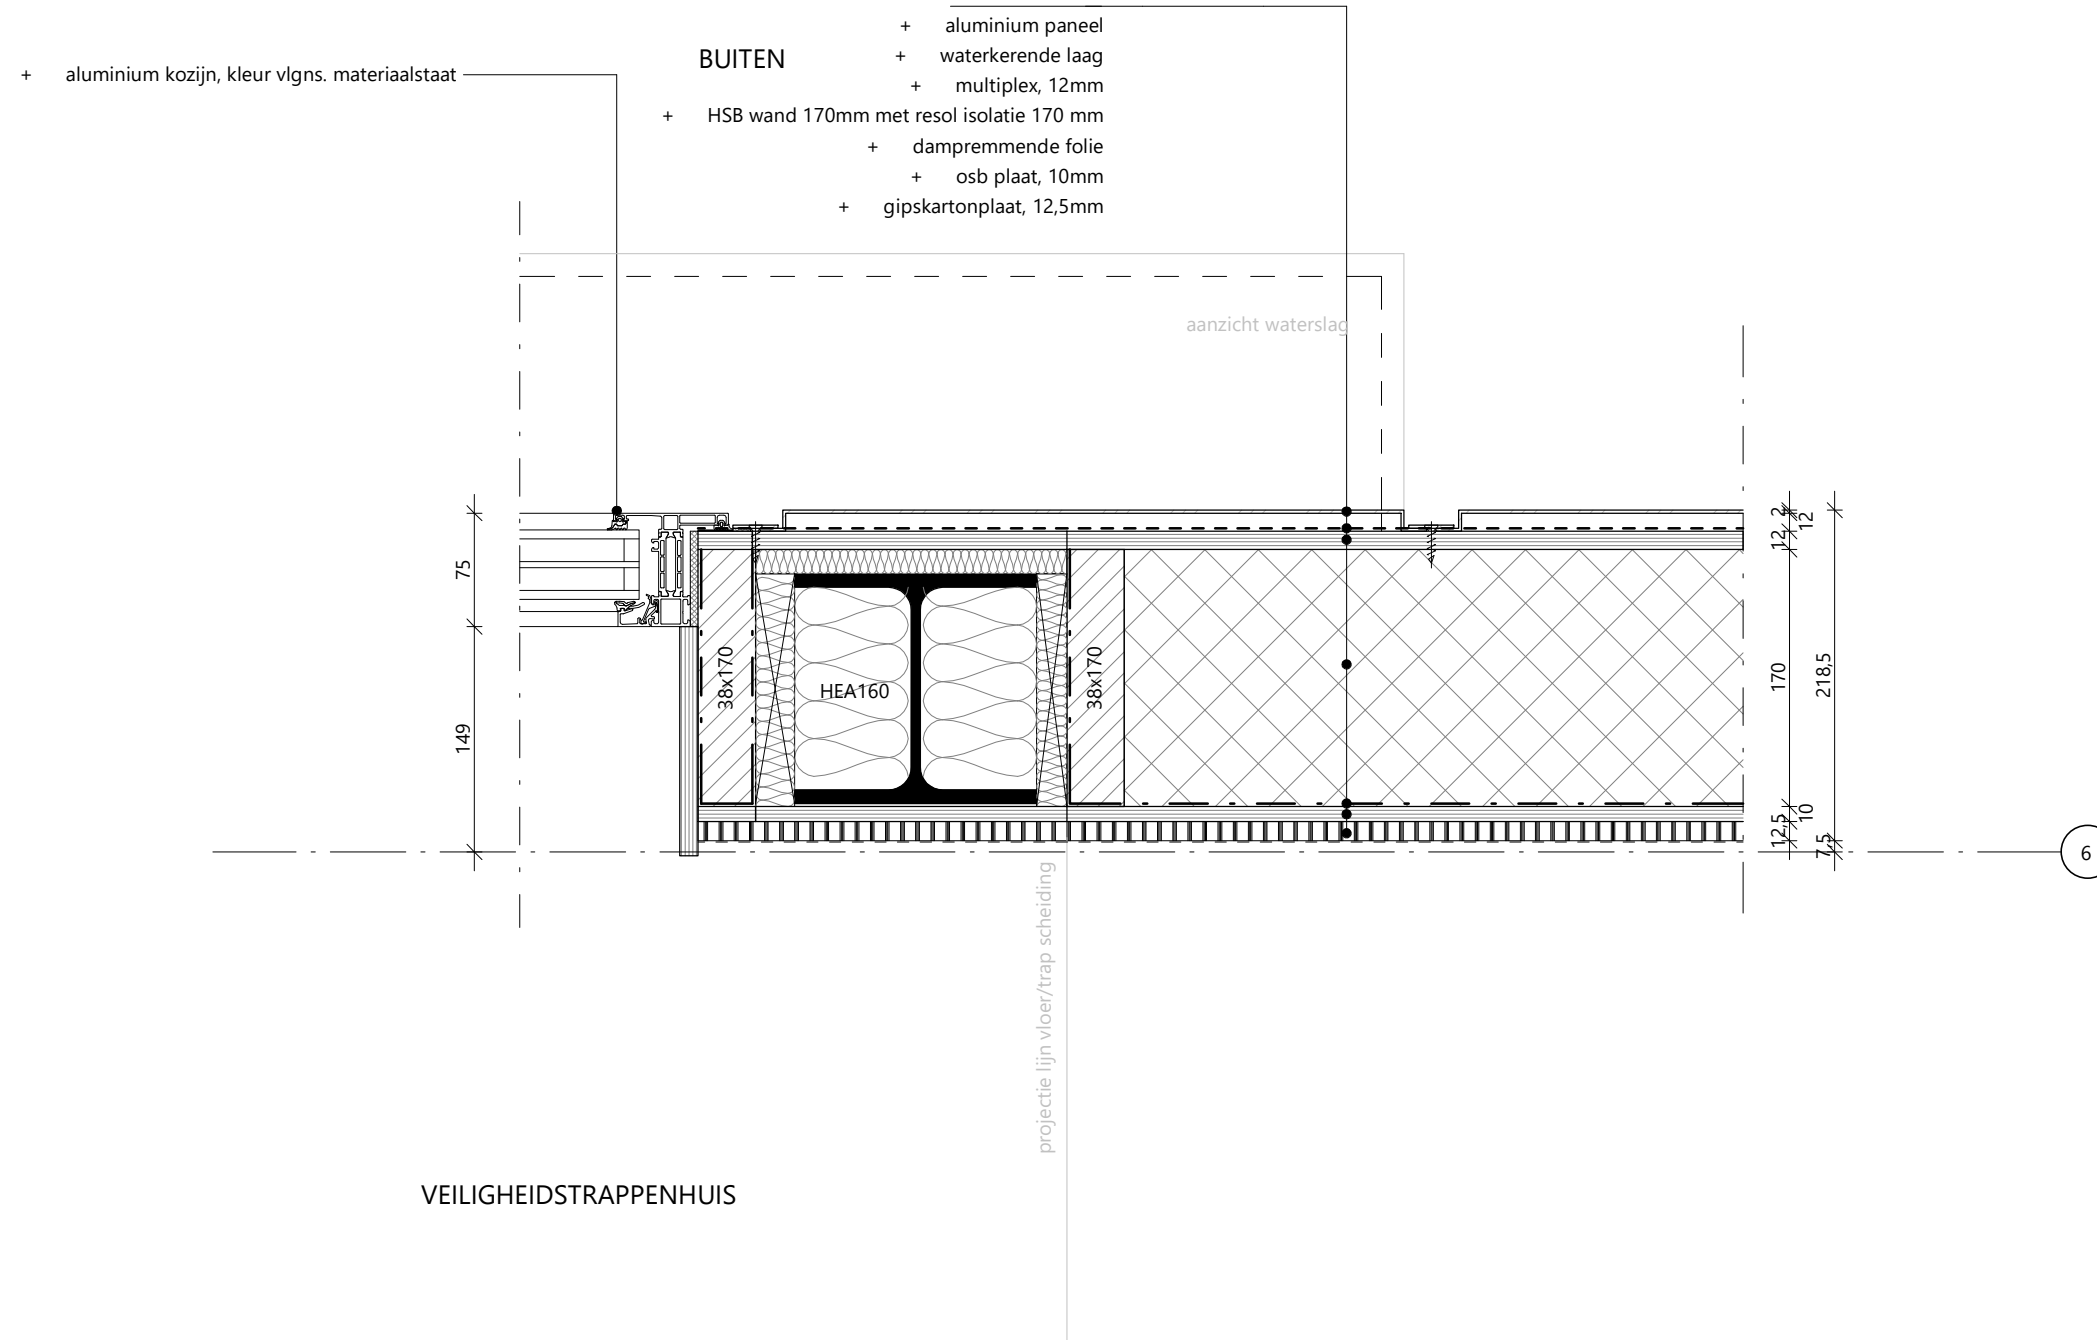 + aluminium paneel
BUITEN
+ waterkerende laag
+ aluminium kozijn, kleur vlgns. materiaalstaat
+ multiplex, 12mm
+ HSB wand 170mm met resol isolatie 170 mm
+ dampremmende folie
+ osb plaat, 10mm
+ gipskartonplaat, 12,5mm
aanzicht waterslag
75
149
38x170
HEA160
38x170
2
12
12
170
218,5
10
12,5
7,5
6
projectie lijn vloer/trap scheiding
VEILIGHEIDSTRAPPENHUIS